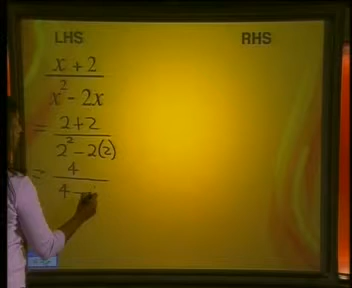 LHS RHS
x + 2
x² - 2x
= 2+2
2² - 2(2)
= 4
4 -